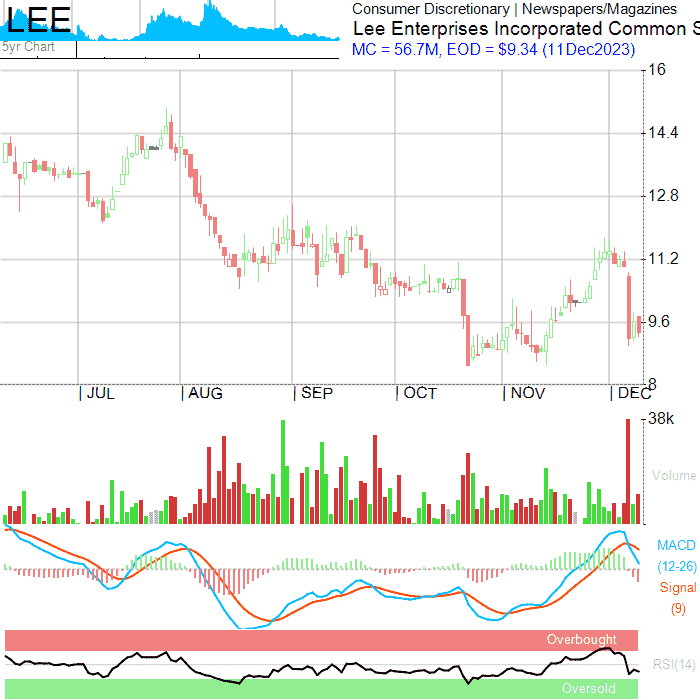 LEE
5yr Chart
Consumer Discretionary | Newspapers/Magazines
Lee Enterprises Incorporated Common S
MC = 56.7M, EOD = $9.34 (11Dec2023)
16
14.4
12.8
11.2
9.6
8
JUL AUG SEP OCT NOV DEC
38k
Volume
MACD
(12-26)
Signal
(9)
Overbought
RSI(14)
Oversold